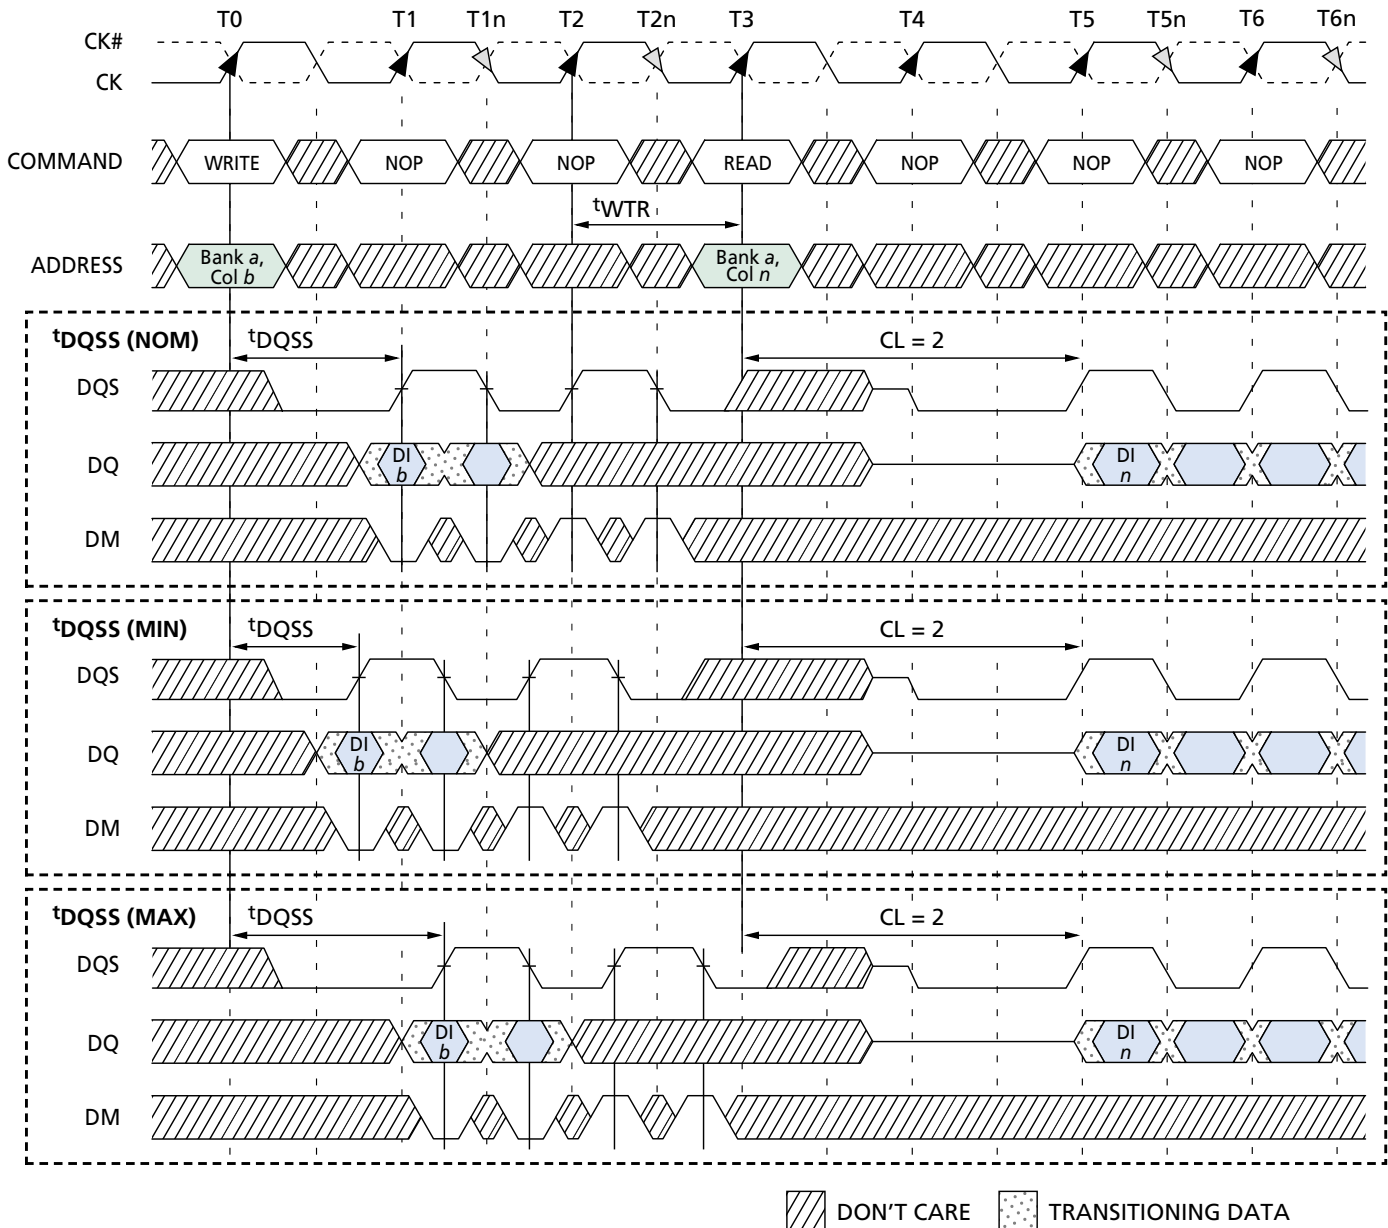 T0 T1 T1n T2 T2n T3 T4 T5 T5n T6 T6n
CK#
CK
COMMAND WRITE NOP NOP READ NOP NOP NOP
tWTR
ADDRESS Bank a, Col b Bank a, Col n
tDQSS (NOM) tDQSS CL = 2
DQS
DQ DI b DI n
DM
tDQSS (MIN) tDQSS CL = 2
DQS
DQ DI b DI n
DM
tDQSS (MAX) tDQSS CL = 2
DQS
DQ DI b DI n
DM
DON'T CARE TRANSITIONING DATA